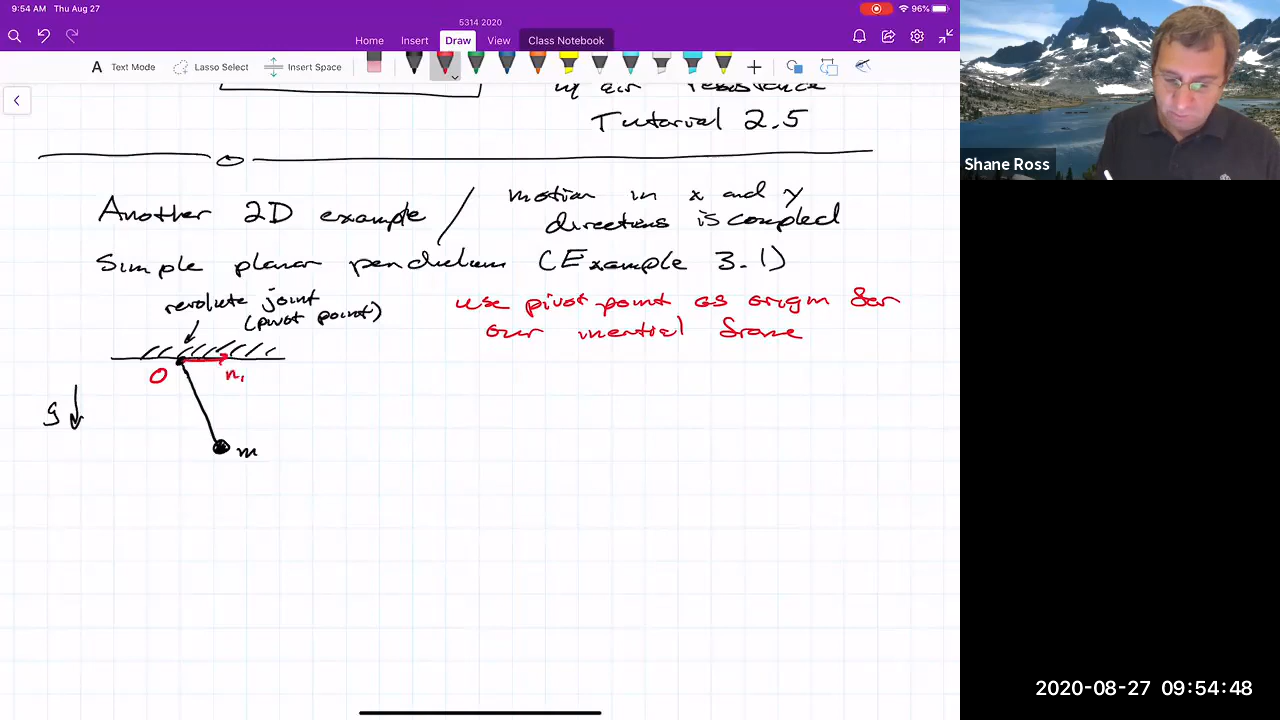 9:54 AM Thu Aug 27
96%
5314 2020
Home Insert Draw View Class Notebook
Text Mode Lasso Select Insert Space
w/ air resistance
Tutorial 2.5
Another 2D example / motion in x and y
directions is coupled
Simple planar pendulum (Example 3.1)
revolute joint
(pivot point)
use pivot point as origin for
our inertial frame
O n₁
g
m
Shane Ross
2020-08-27 09:54:48